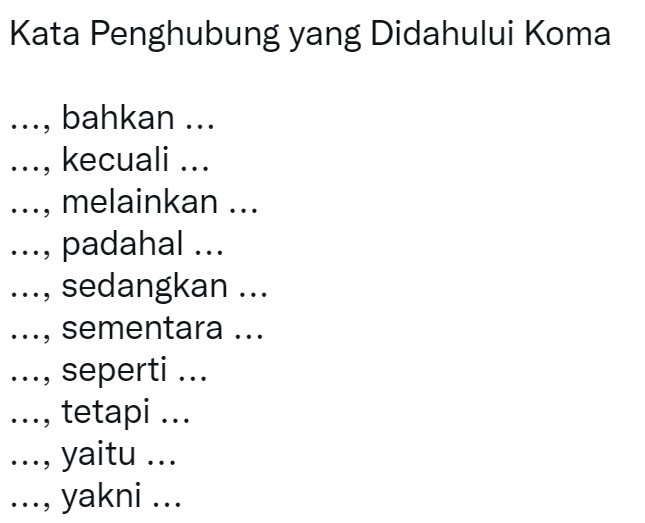 Kata Penghubung yang Didahului Koma
..., bahkan ...
..., kecuali ...
..., melainkan ...
..., padahal ...
..., sedangkan ...
..., sementara ...
..., seperti ...
..., tetapi ...
..., yaitu ...
..., yakni ...